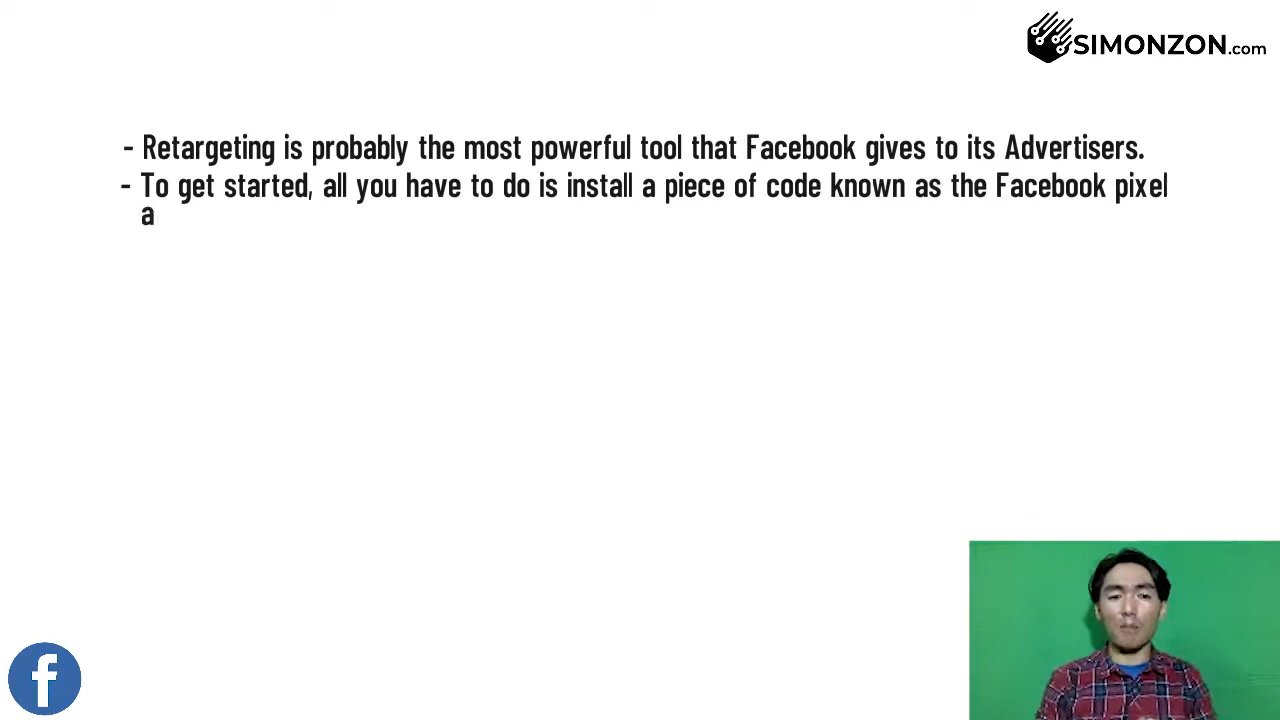 SIMONZON.com
- Retargeting is probably the most powerful tool that Facebook gives to its Advertisers.
- To get started, all you have to do is install a piece of code known as the Facebook pixel
a